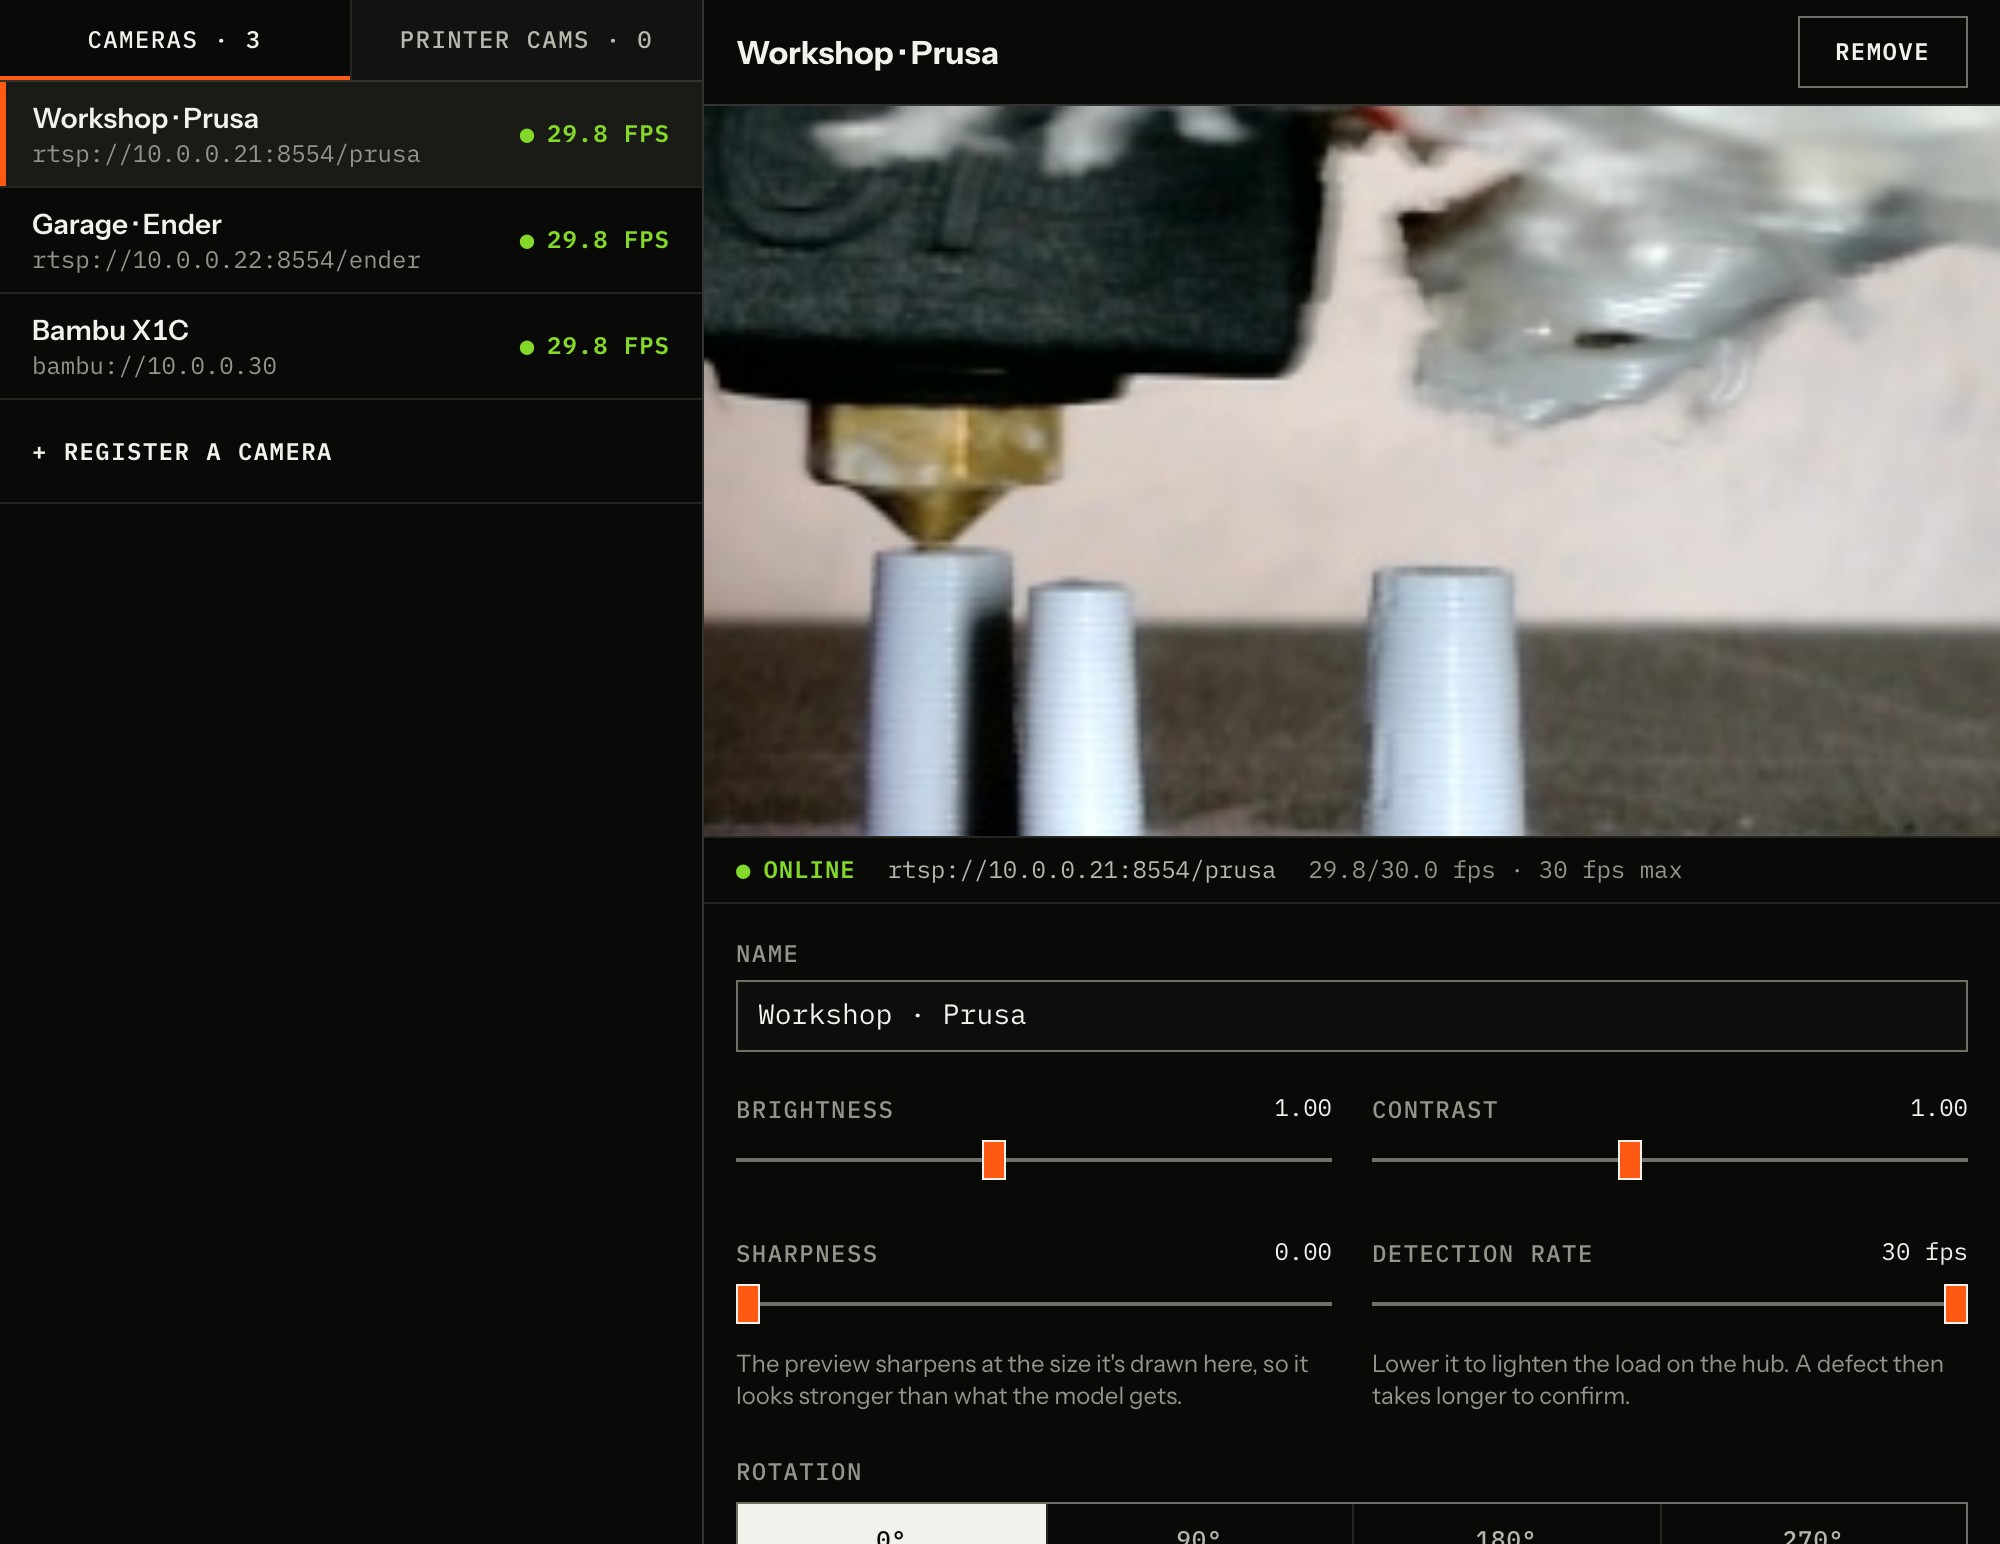 CAMERAS · 3
PRINTER CAMS · 0
Workshop · Prusa
rtsp://10.0.0.21:8554/prusa
● 29.8 FPS
Garage · Ender
rtsp://10.0.0.22:8554/ender
● 29.8 FPS
Bambu X1C
bambu://10.0.0.30
● 29.8 FPS
+ REGISTER A CAMERA
Workshop · Prusa
REMOVE
● ONLINE rtsp://10.0.0.21:8554/prusa 29.8/30.0 fps · 30 fps max
NAME
Workshop · Prusa
BRIGHTNESS 1.00
CONTRAST 1.00
SHARPNESS 0.00
The preview sharpens at the size it's drawn here, so it
looks stronger than what the model gets.
DETECTION RATE 30 fps
Lower it to lighten the load on the hub. A defect then
takes longer to confirm.
ROTATION
0° 90° 180° 270°